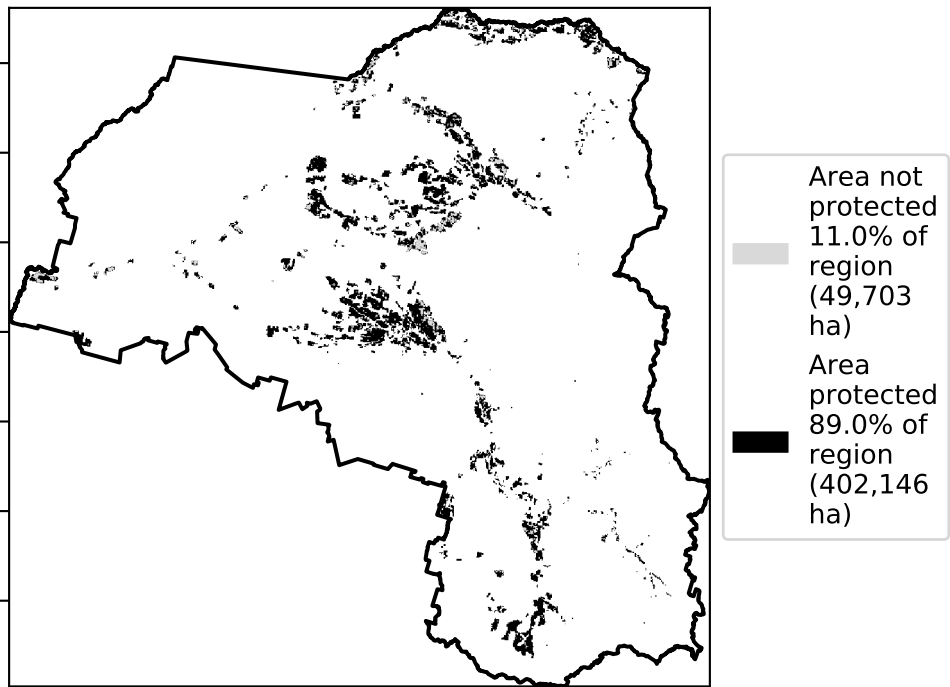 Area not
protected
11.0% of
region
(49,703
ha)
Area
protected
89.0% of
region
(402,146
ha)